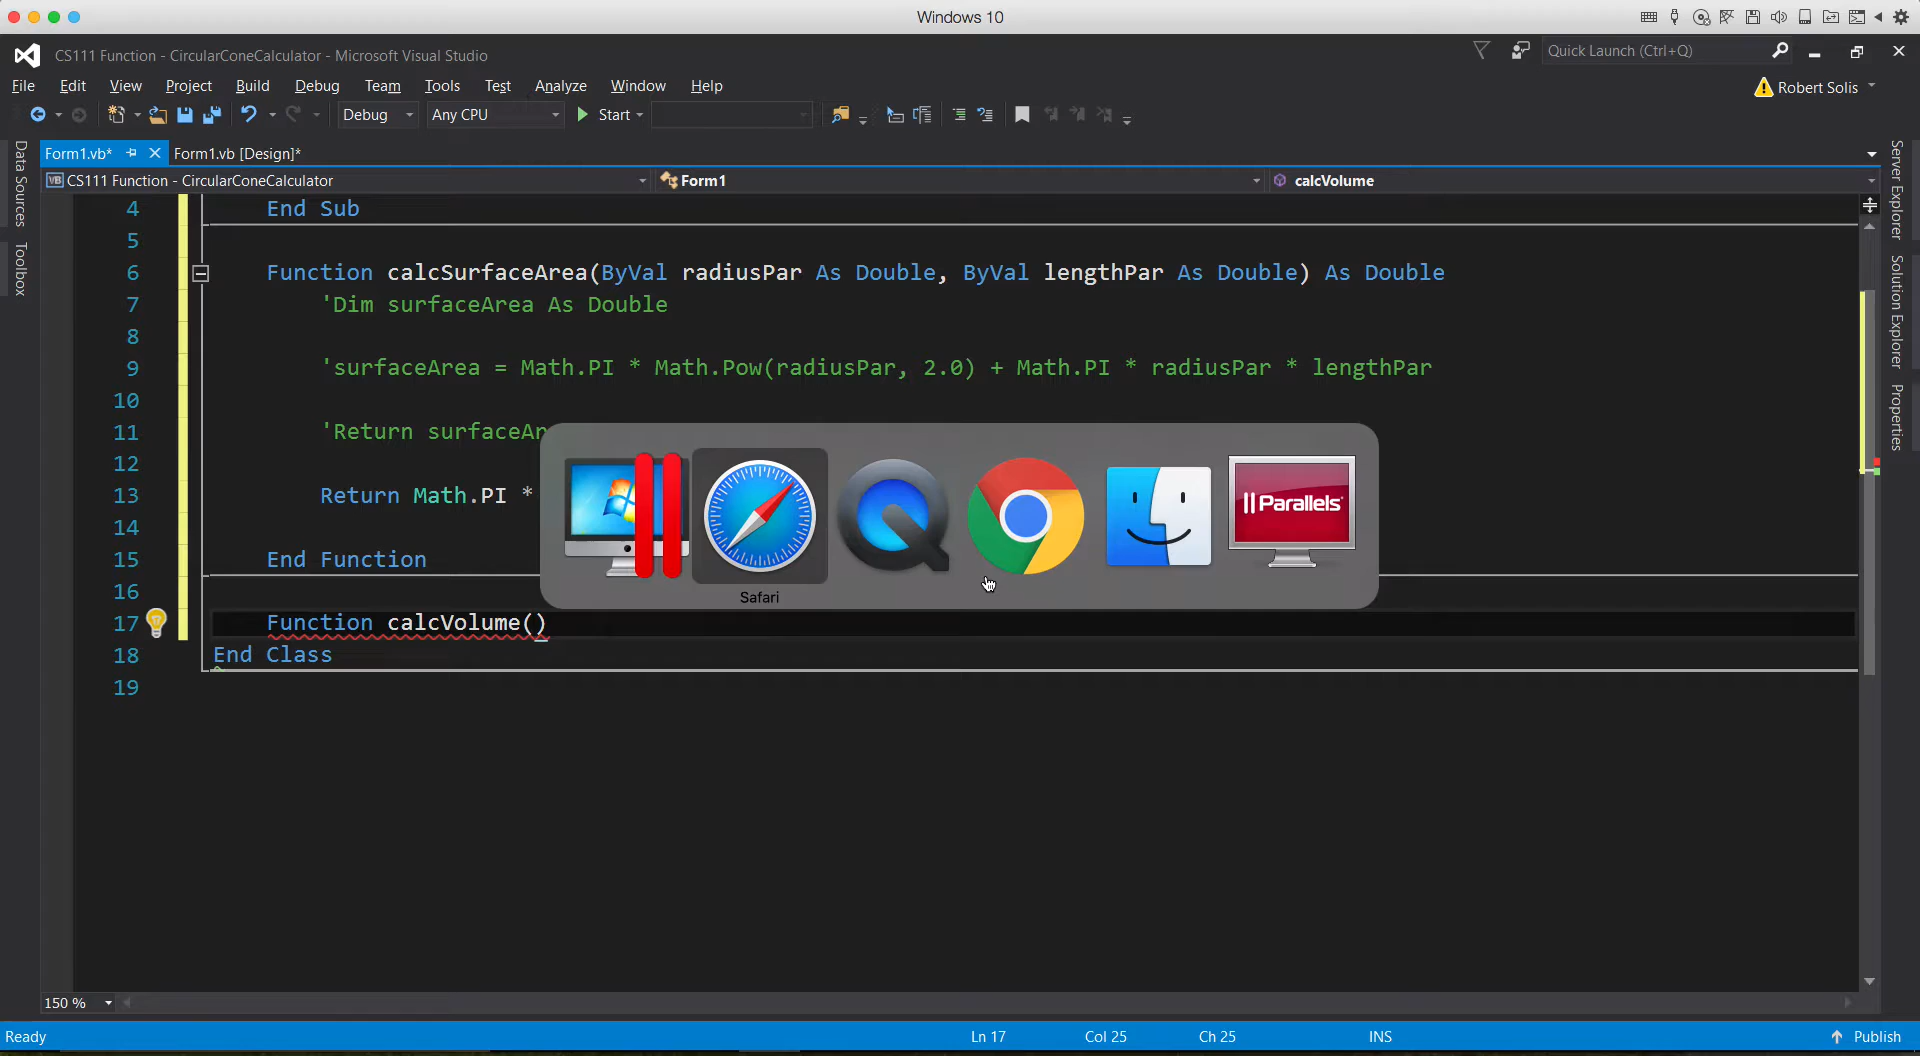 Windows 10
CS111 Function - CircularConeCalculator - Microsoft Visual Studio
Quick Launch (Ctrl+Q)
File Edit View Project Build Debug Team Tools Test Analyze Window Help
Robert Solis
Debug Any CPU Start
Form1.vb* Form1.vb [Design]*
VB CS111 Function - CircularConeCalculator Form1 calcVolume
Data Sources
Toolbox
Server Explorer
Solution Explorer
Properties
4 End Sub
5
6 Function calcSurfaceArea(ByVal radiusPar As Double, ByVal lengthPar As Double) As Double
7 'Dim surfaceArea As Double
8
9 'surfaceArea = Math.PI * Math.Pow(radiusPar, 2.0) + Math.PI * radiusPar * lengthPar
10
11 'Return surfaceAr
12
13 Return Math.PI *
14
15 End Function
16
17 Function calcVolume()
18 End Class
19
Parallels
Safari
150 %
Ready Ln 17 Col 25 Ch 25 INS Publish